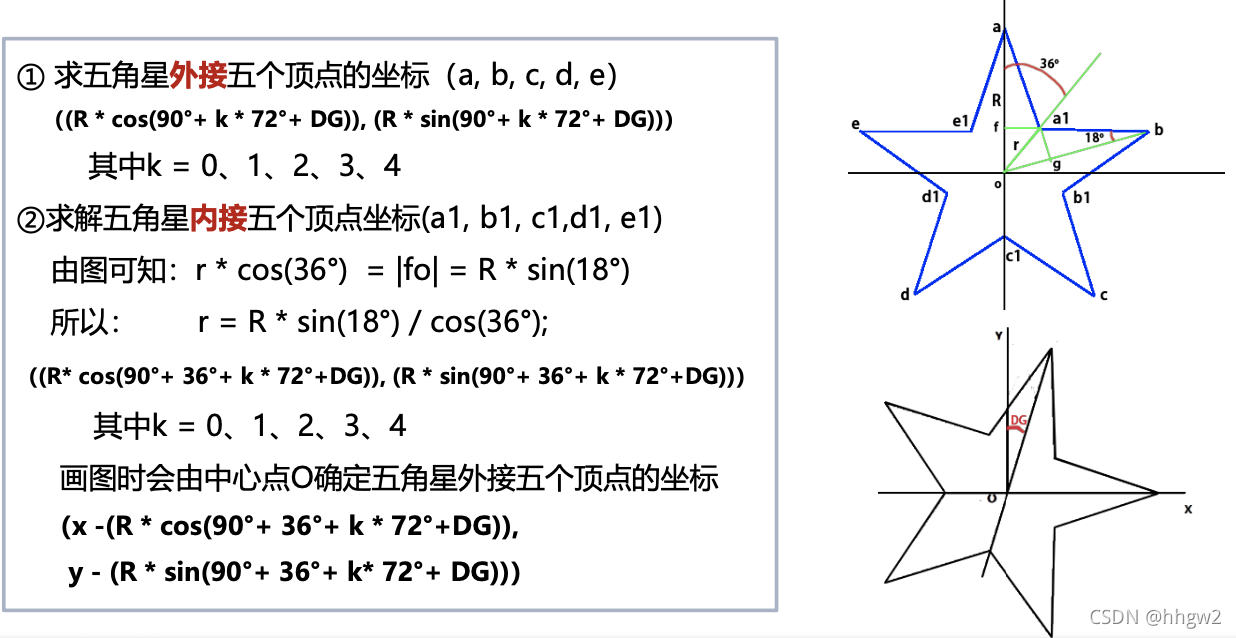 ① 求五角星外接五个顶点的坐标（a, b, c, d, e）
((R * cos(90°+ k * 72°+ DG)), (R * sin(90°+ k * 72°+ DG)))
其中k = 0、1、2、3、4
②求解五角星内接五个顶点坐标(a1, b1, c1,d1, e1)
由图可知：r * cos(36°) = |fo| = R * sin(18°)
所以： r = R * sin(18°) / cos(36°);
((R* cos(90°+ 36°+ k * 72°+DG)), (R * sin(90°+ 36°+ k * 72°+DG)))
其中k = 0、1、2、3、4
画图时会由中心点O确定五角星外接五个顶点的坐标
(x -(R * cos(90°+ 36°+ k * 72°+DG)),
y - (R * sin(90°+ 36°+ k* 72°+ DG)))
a
36°
R
e
e1
f
a1
b
18°
r
g
o
d1
b1
c1
d
c
Y
DG
O
X
CSDN @hhgw2